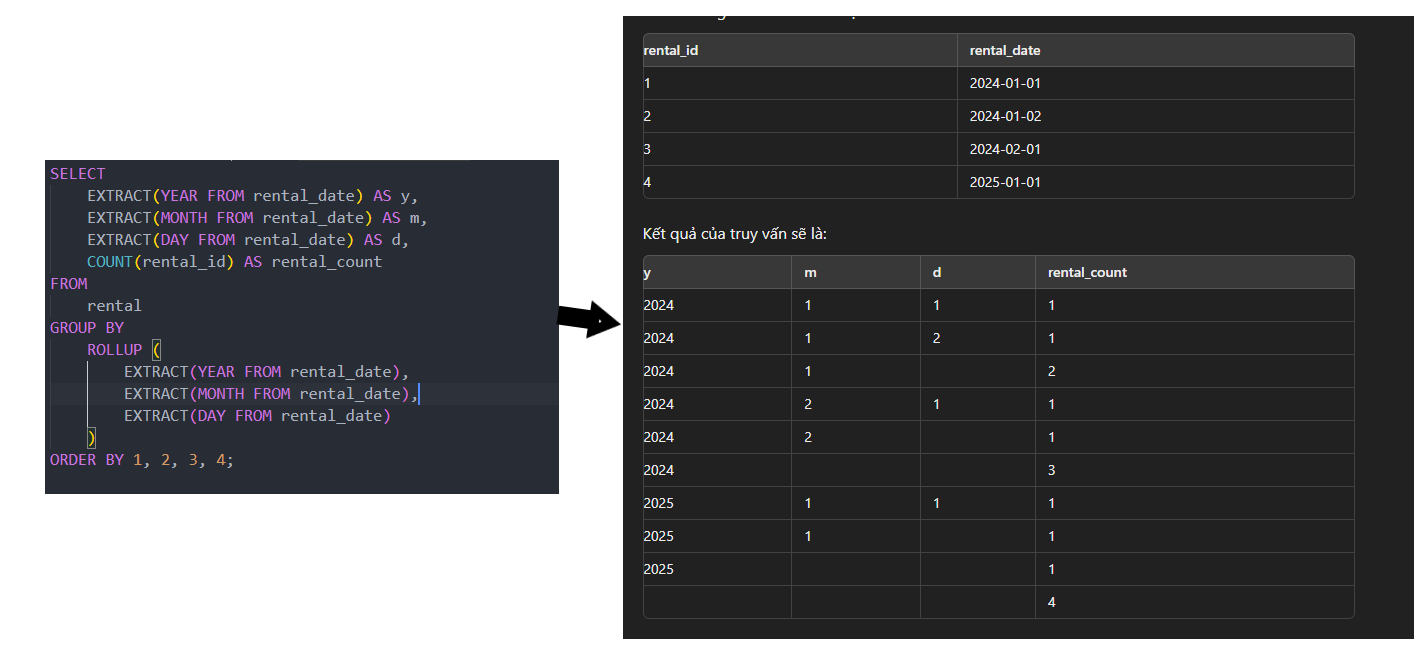 SELECT
EXTRACT(YEAR FROM rental_date) AS y,
EXTRACT(MONTH FROM rental_date) AS m,
EXTRACT(DAY FROM rental_date) AS d,
COUNT(rental_id) AS rental_count
FROM
rental
GROUP BY
ROLLUP (
EXTRACT(YEAR FROM rental_date),
EXTRACT(MONTH FROM rental_date),
EXTRACT(DAY FROM rental_date)
)
ORDER BY 1, 2, 3, 4;
rental_id rental_date
1 2024-01-01
2 2024-01-02
3 2024-02-01
4 2025-01-01
Kết quả của truy vấn sẽ là:
y m d rental_count
2024 1 1 1
2024 1 2 1
2024 1 2
2024 2 1 1
2024 2 1
2024 3
2025 1 1 1
2025 1 1
2025 1
4